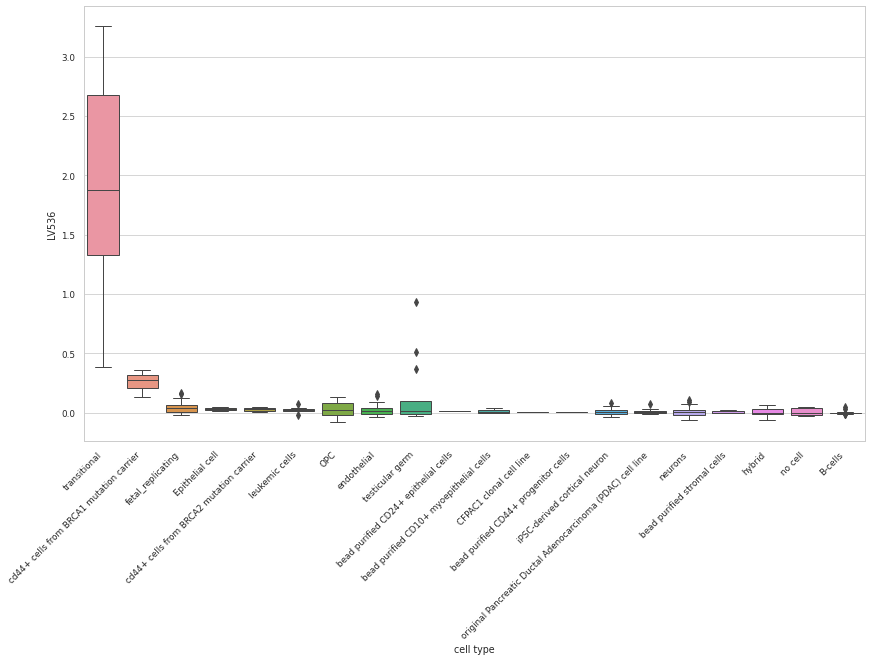 3.0
2.5
2.0
1.5
1.0
0.5
0.0
LV536
transitional
cd44+ cells from BRCA1 mutation carrier
fetal_replicating
Epithelial cell
cd44+ cells from BRCA2 mutation carrier
leukemic cells
OPC
endothelial
testicular germ
bead purified CD24+ epithelial cells
bead purified CD10+ myoepithelial cells
CFPAC1 clonal cell line
bead purified CD44+ progenitor cells
iPSC-derived cortical neuron
original Pancreatic Ductal Adenocarcinoma (PDAC) cell line
neurons
bead purified stromal cells
hybrid
no cell
B-cells
cell type